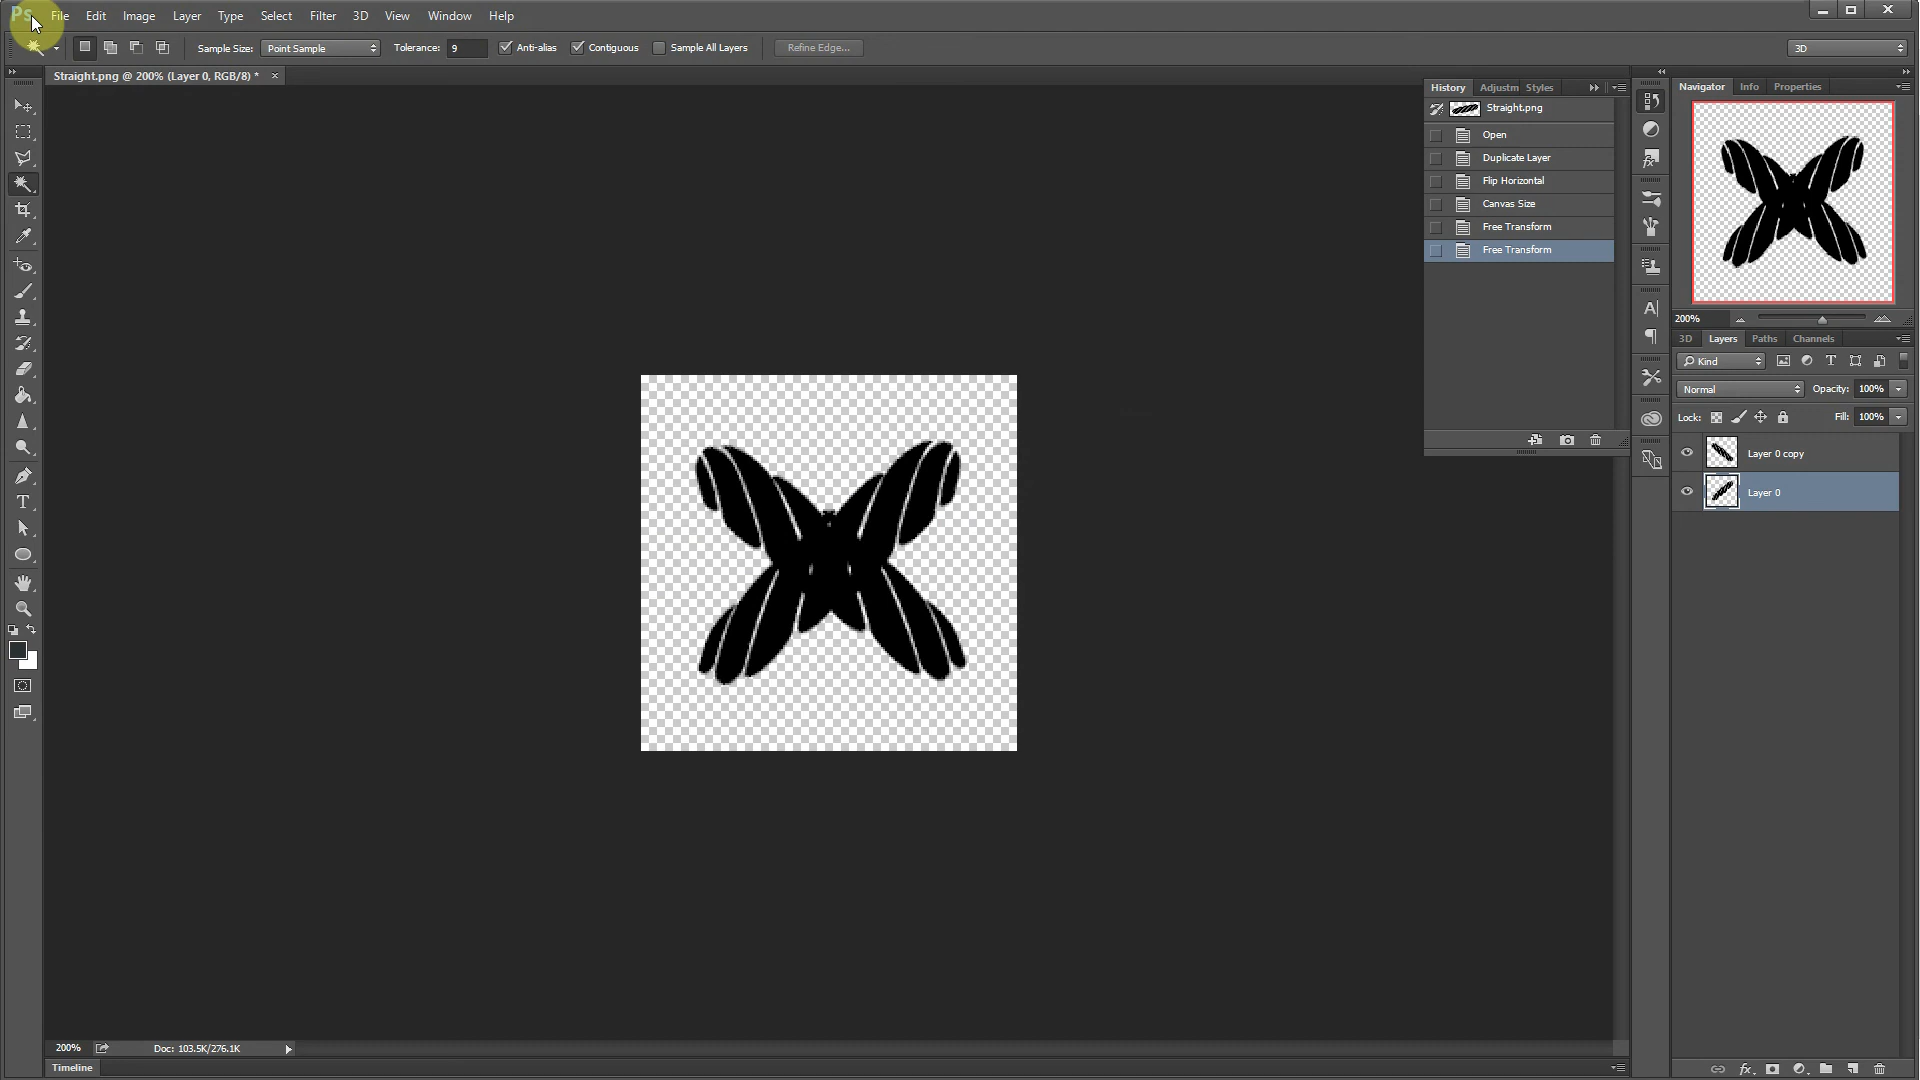 Ps File Edit Image Layer Type Select Filter 3D View Window Help
Sample Size: Point Sample Tolerance: 9 Anti-alias Contiguous Sample All Layers Refine Edge... 3D
Straight.png @ 200% (Layer 0, RGB/8) *
History Adjustm Styles
Straight.png
Open
Duplicate Layer
Flip Horizontal
Canvas Size
Free Transform
Free Transform
Navigator Info Properties
200%
3D Layers Paths Channels
Kind
Normal Opacity: 100%
Lock: Fill: 100%
Layer 0 copy
Layer 0
200% Doc: 103.5K/276.1K
Timeline